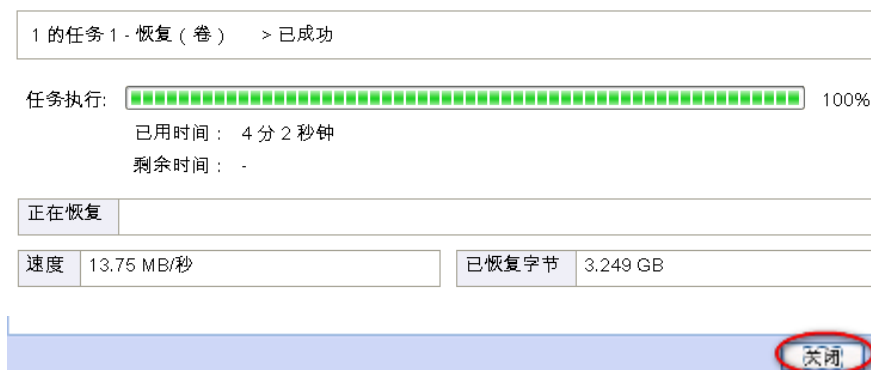 1 的任务 1 - 恢复 ( 卷 ) > 已成功
任务执行: 100%
已用时间 : 4 分 2 秒钟
剩余时间 : -
正在恢复
速度 13.75 MB/秒 已恢复字节 3.249 GB
关闭